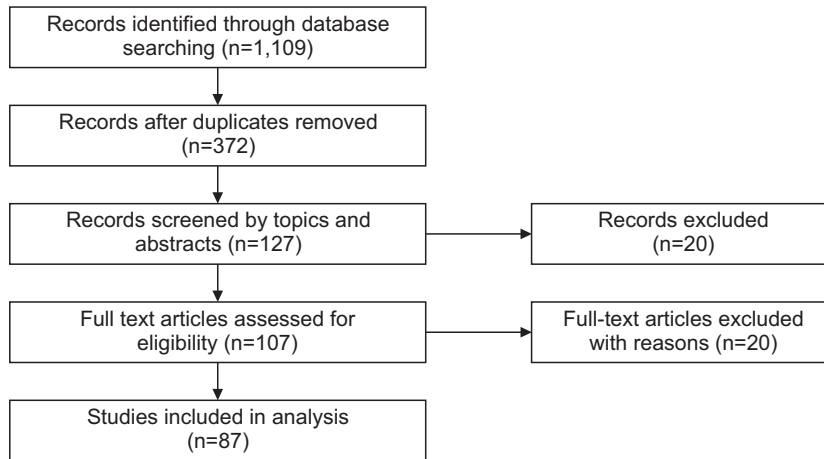 Records identified through database
searching (n=1,109)
Records after duplicates removed
(n=372)
Records screened by topics and
abstracts (n=127)
Records excluded
(n=20)
Full text articles assessed for
eligibility (n=107)
Full-text articles excluded
with reasons (n=20)
Studies included in analysis
(n=87)